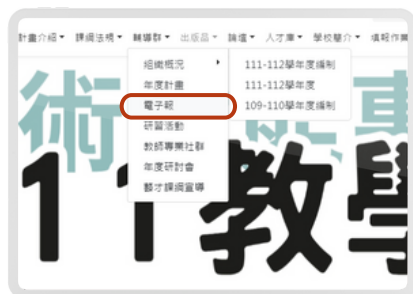 計畫介紹 課綱法規 輔導群 出版品 論壇 人才庫 學校簡介 填報作業
組織概況 111-112學年度編制
年度計畫 111-112學年度
電子報 109-110學年度編制
研習活動
教師專業社群
年度研討會
藝才課綱宣導
術
11教學